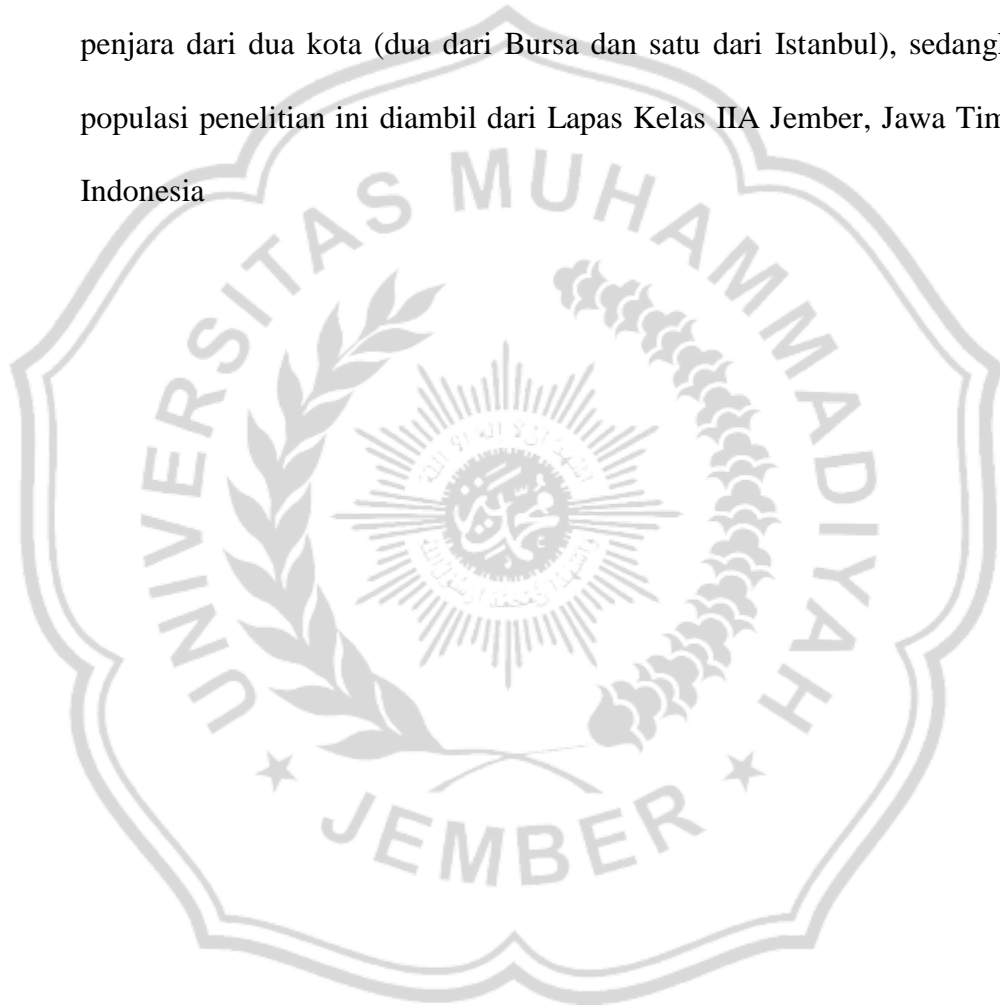 penjara dari dua kota (dua dari Bursa dan satu dari Istanbul),
populasi penelitian ini diambil dari Lapas Kelas IIA Jember, Jawa
Indonesia
UNIVERSITAS MUHAMMADIYAH
JEMBER